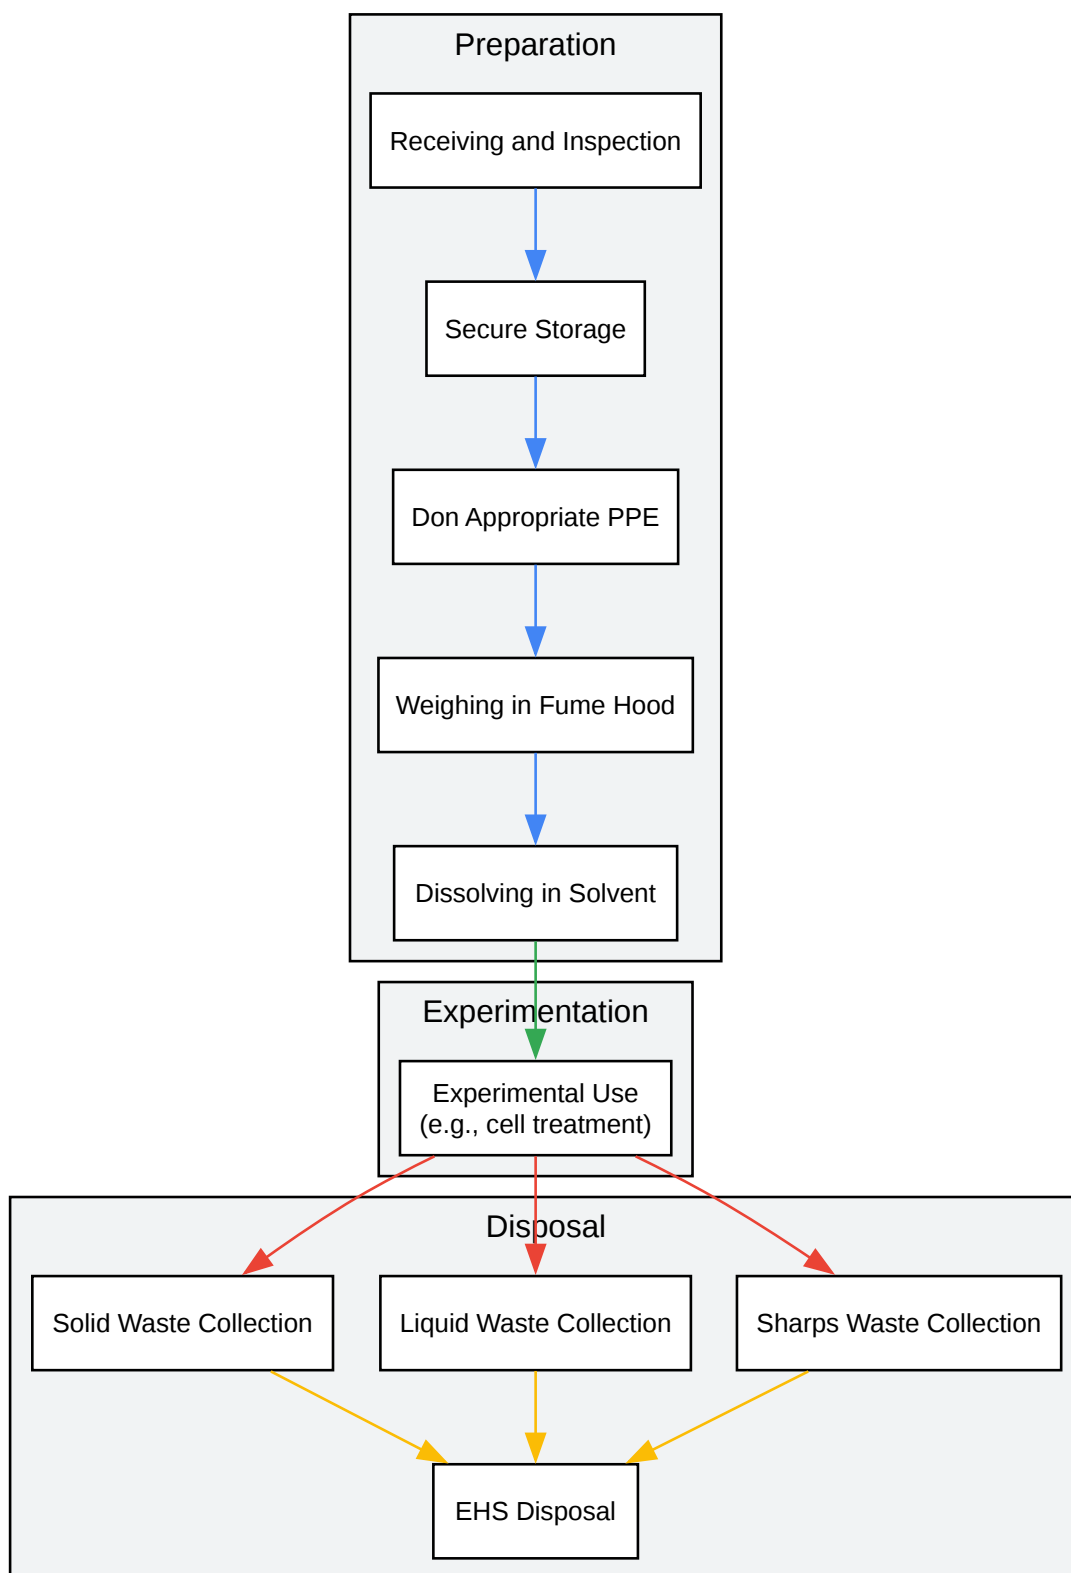 Preparation
Receiving and Inspection
Secure Storage
Don Appropriate PPE
Weighing in Fume Hood
Dissolving in Solvent
Experimentation
Experimental Use
(e.g., cell treatment)
Disposal
Solid Waste Collection
Liquid Waste Collection
Sharps Waste Collection
EHS Disposal